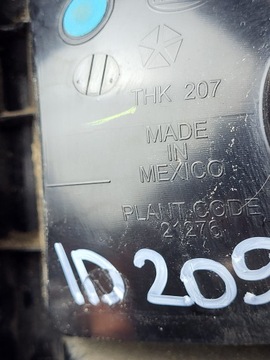 THK 207
MADE
IN
MEXICO
PLANT CODE
21276
ID 209